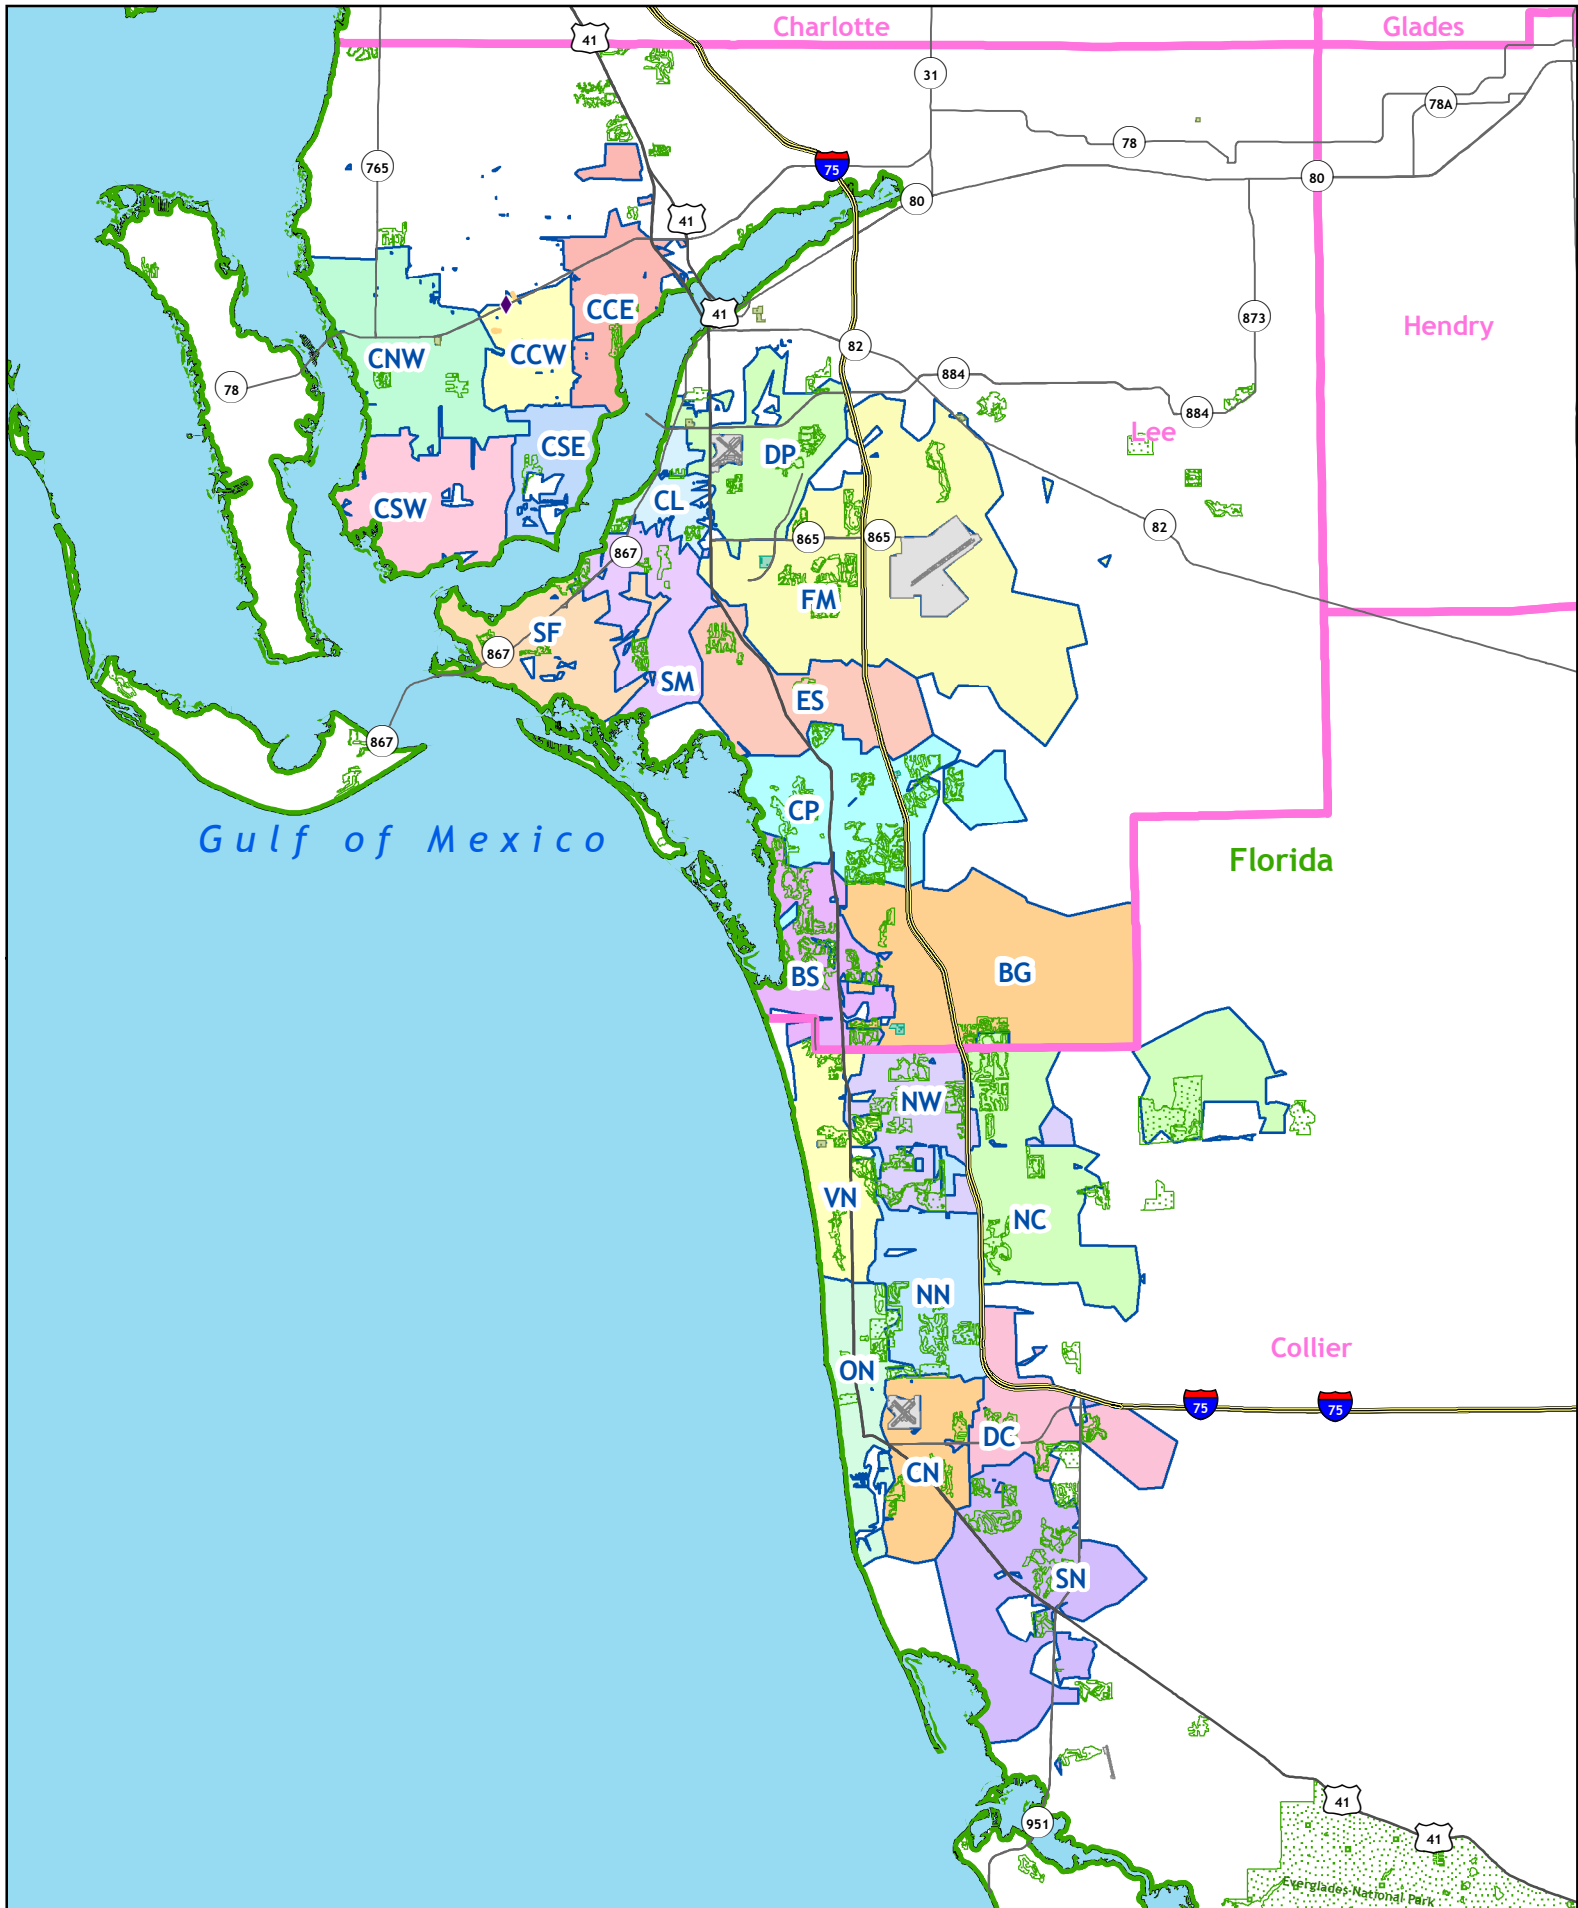 Charlotte
Glades
41
31
78A
78
765
75
80
80
41
41
873
Hendry
CCE
CNW
CCW
82
78
884
884
Lee
CSE
DP
CL
CSW
82
865
865
867
FM
SF
867
SM
ES
867
CP
Gulf of Mexico
Florida
BS
BG
NW
VN
NC
NN
Collier
ON
75
75
DC
CN
SN
41
951
41
Everglades National Park